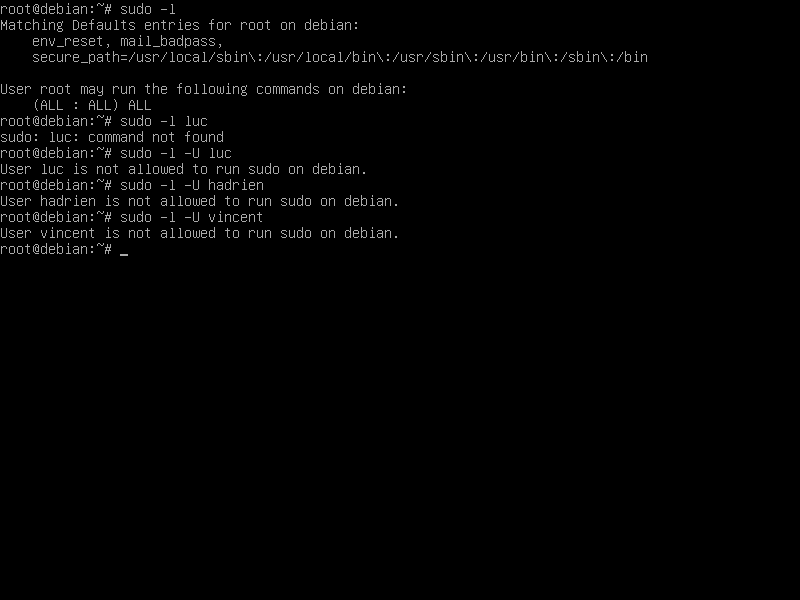 root@debian:~# sudo -l
Matching Defaults entries for root on debian:
    env_reset, mail_badpass,
    secure_path=/usr/local/sbin\:/usr/local/bin\:/usr/sbin\:/usr/bin\:/sbin\:/bin

User root may run the following commands on debian:
    (ALL : ALL) ALL
root@debian:~# sudo -l luc
sudo: luc: command not found
root@debian:~# sudo -l -U luc
User luc is not allowed to run sudo on debian.
root@debian:~# sudo -l -U hadrien
User hadrien is not allowed to run sudo on debian.
root@debian:~# sudo -l -U vincent
User vincent is not allowed to run sudo on debian.
root@debian:~# _